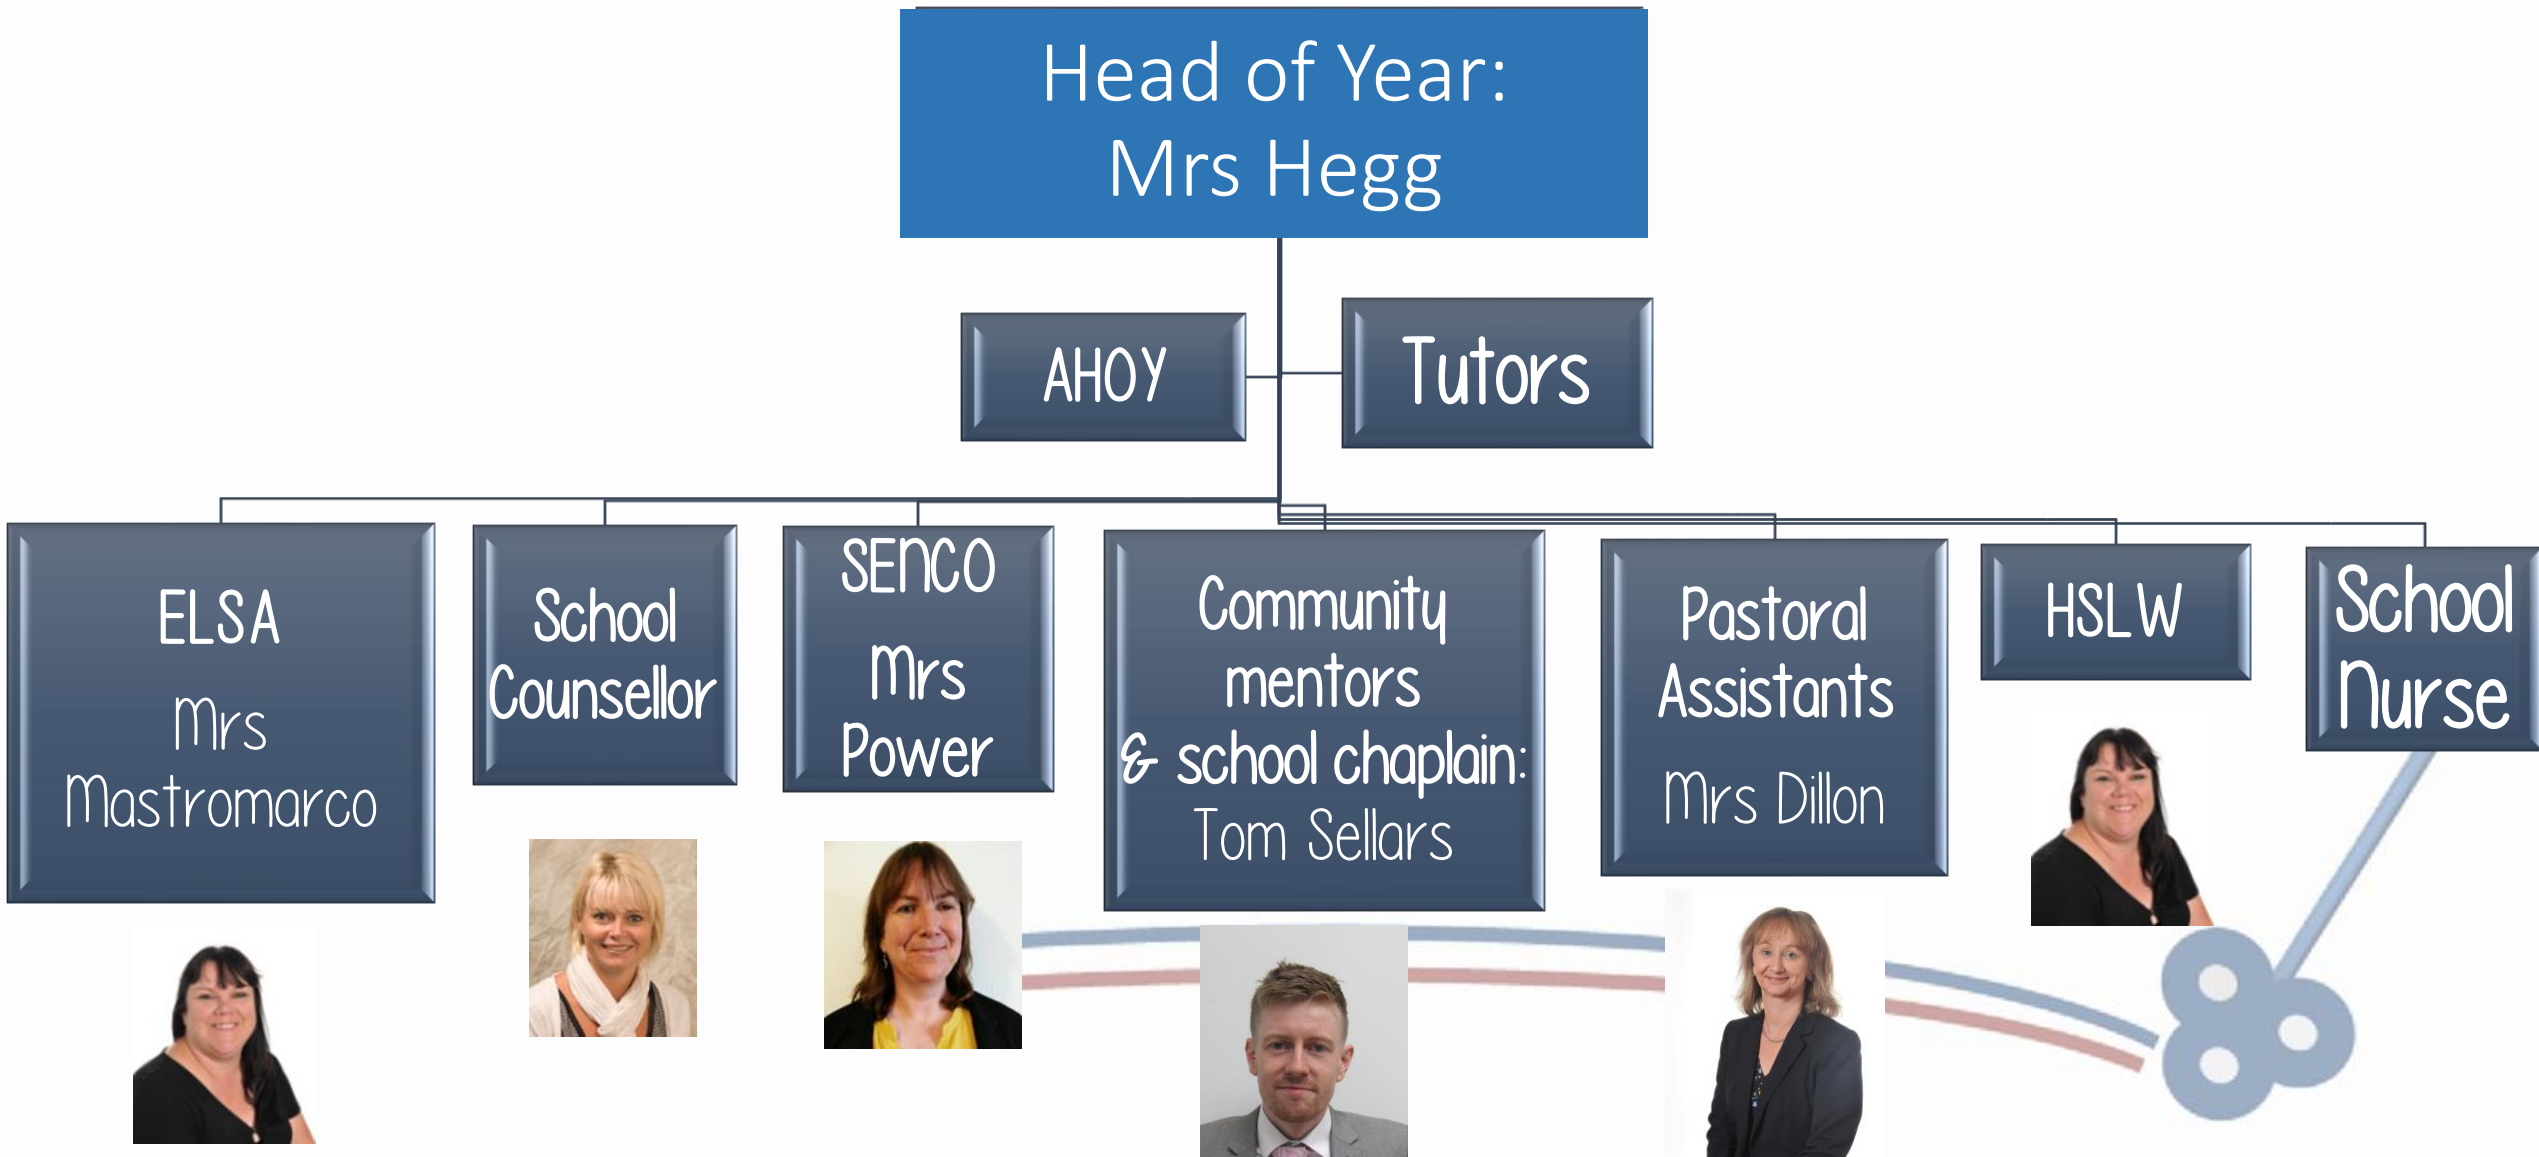 Head of Year:
Mrs Hegg
AHOY
Tutors
ELSA
Mrs
Mastromarco
School
Counsellor
SENCO
Mrs
Power
Community
mentors
& school chaplain:
Tom Sellars
Pastoral
Assistants
Mrs Dillon
HSLW
School
Nurse